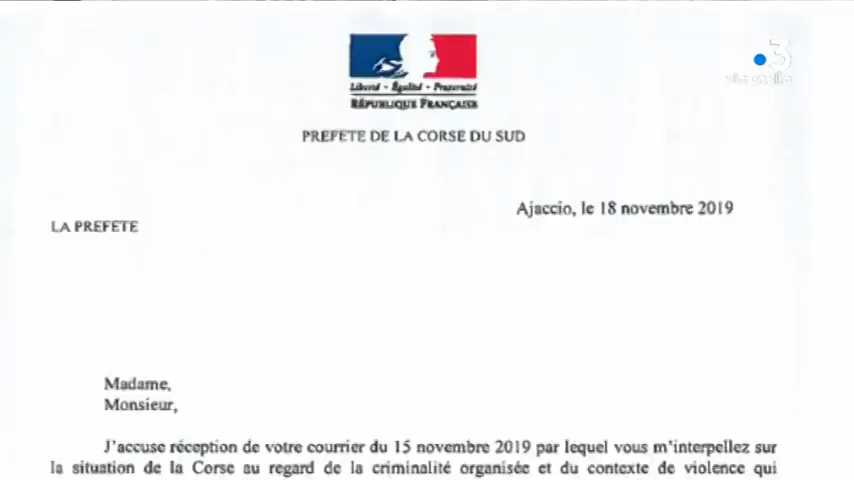 3
Liberté • Égalité • Fraternité
RÉPUBLIQUE FRANÇAISE
PREFETE DE LA CORSE DU SUD
Ajaccio, le 18 novembre 2019
LA PREFETE
Madame,
Monsieur,
J'accuse réception de votre courrier du 15 novembre 2019 par lequel vous m'interpellez sur
la situation de la Corse au regard de la criminalité organisée et du contexte de violence qui